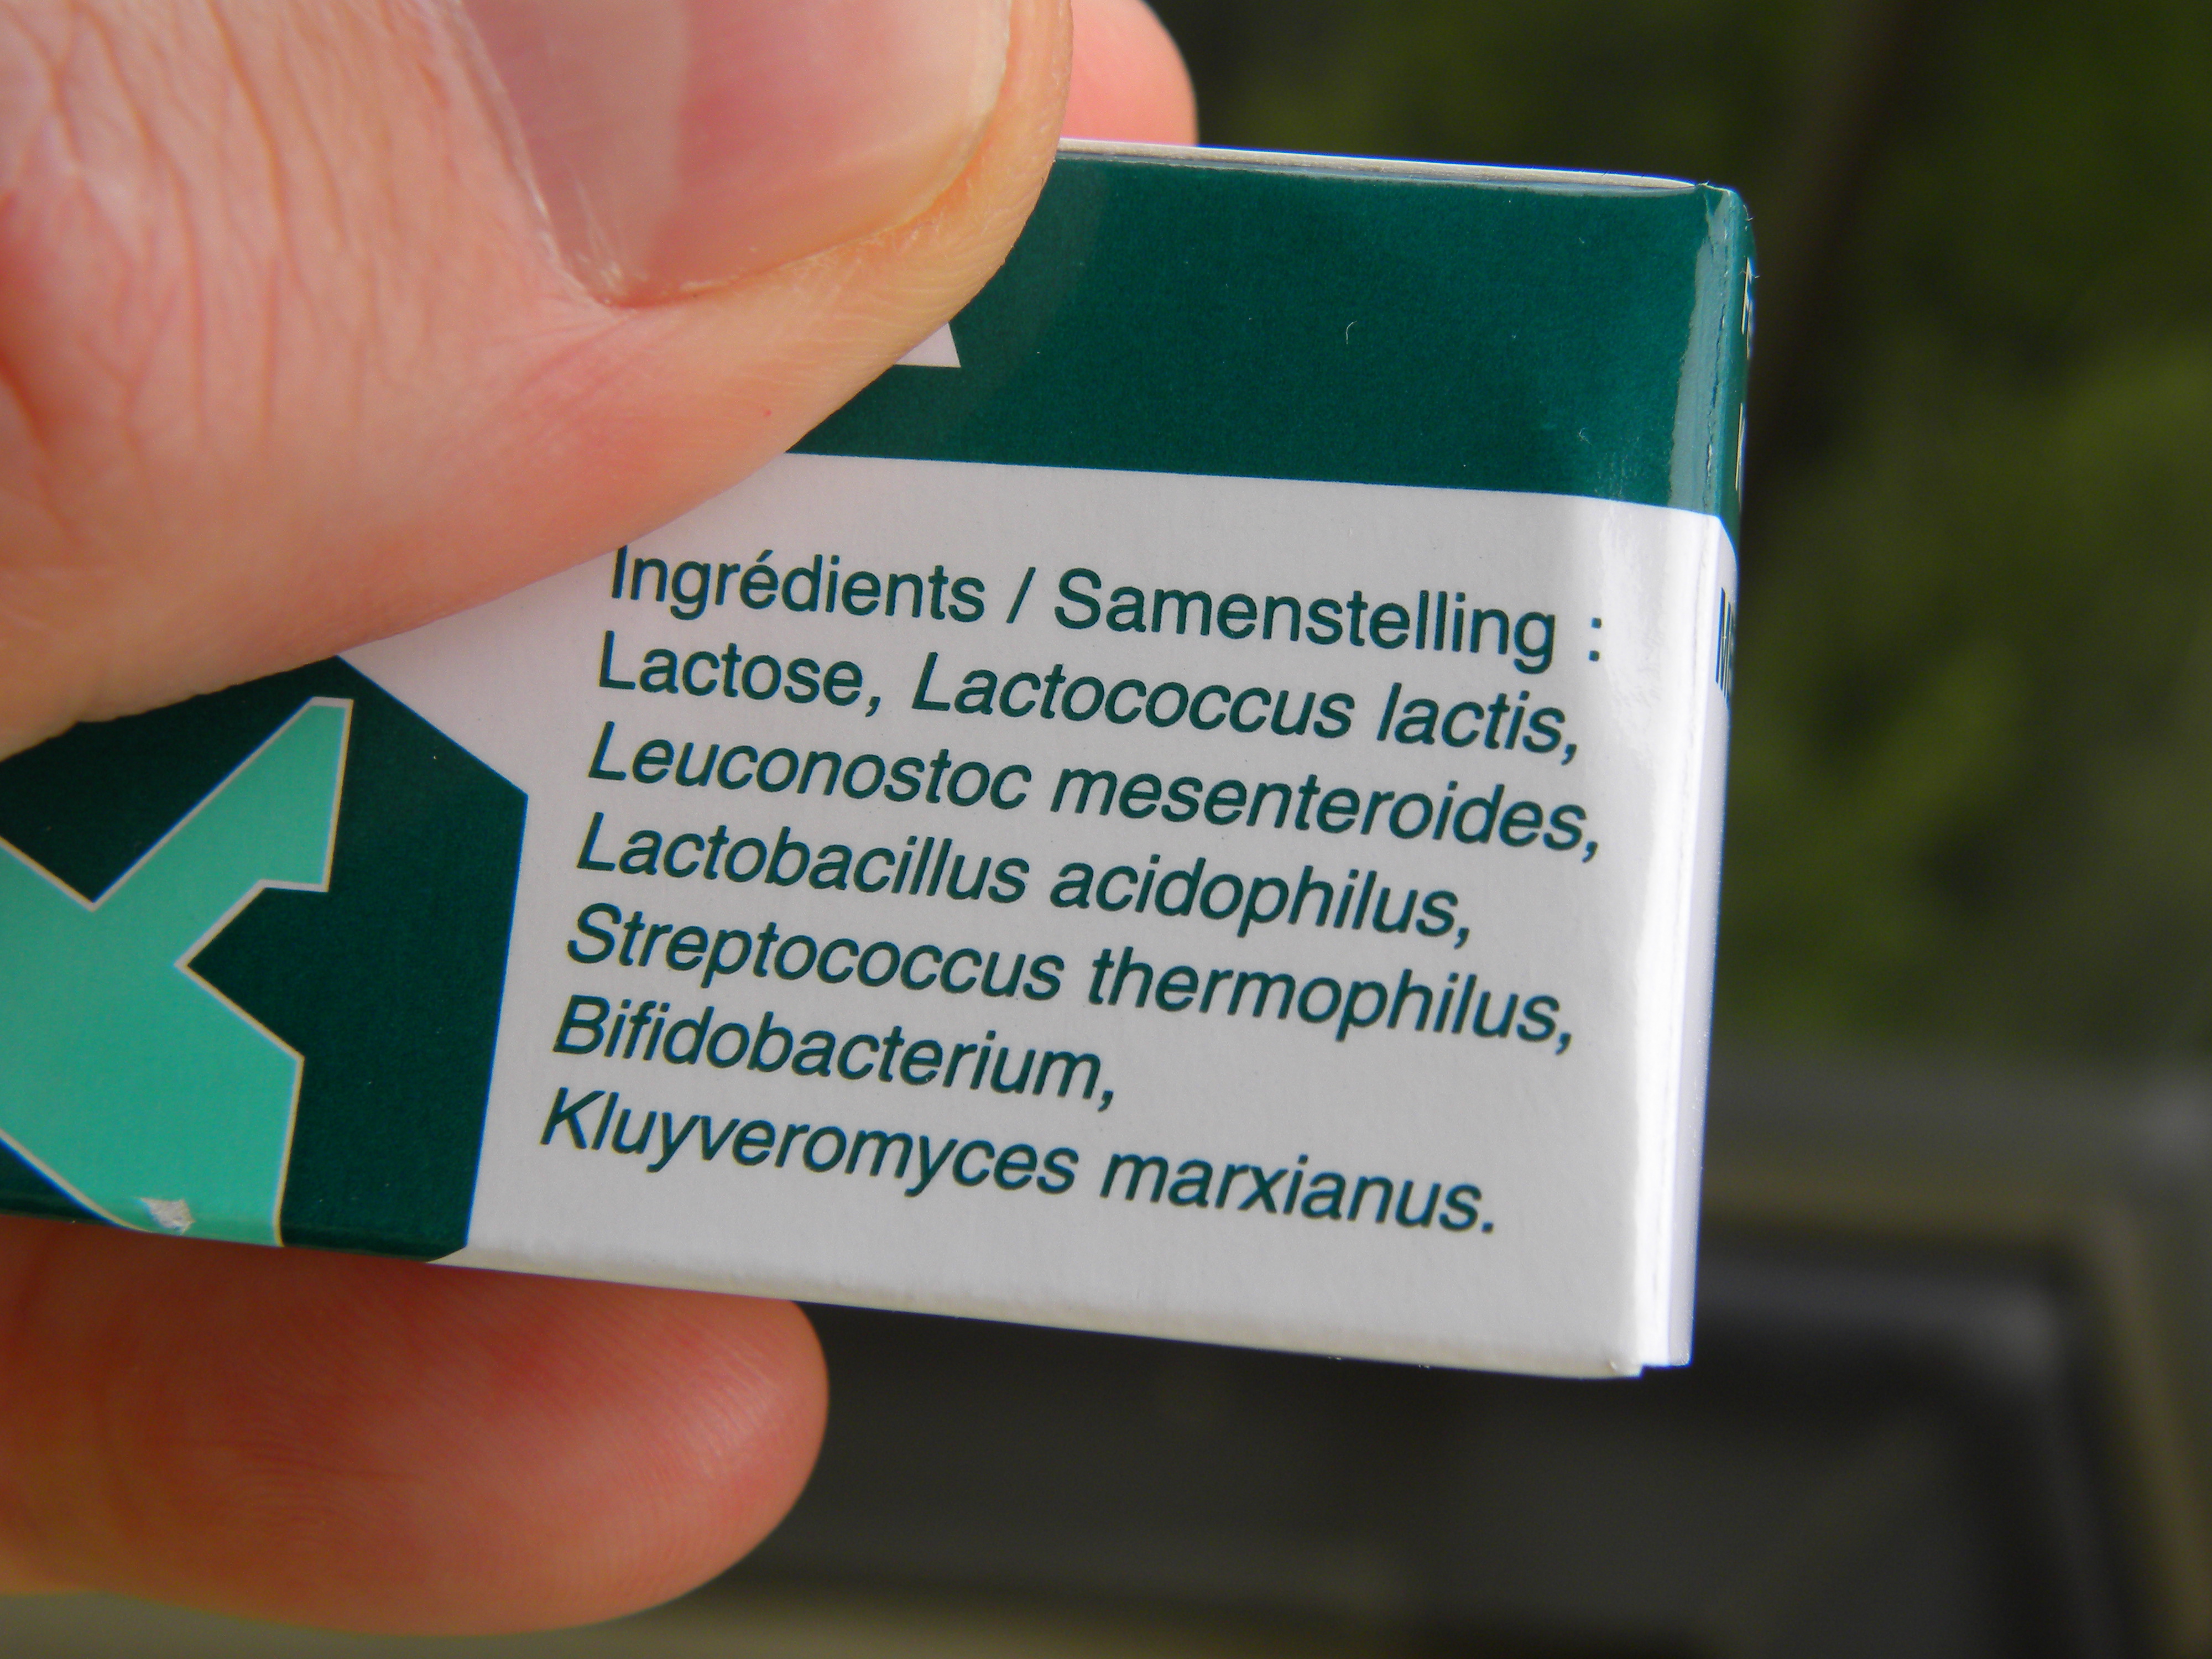 Ingrédients / Samenstelling :
Lactose, Lactococcus lactis,
Leuconostoc mesenteroides,
Lactobacillus acidophilus,
Streptococcus thermophilus,
Bifidobacterium,
Kluyveromyces marxianus.